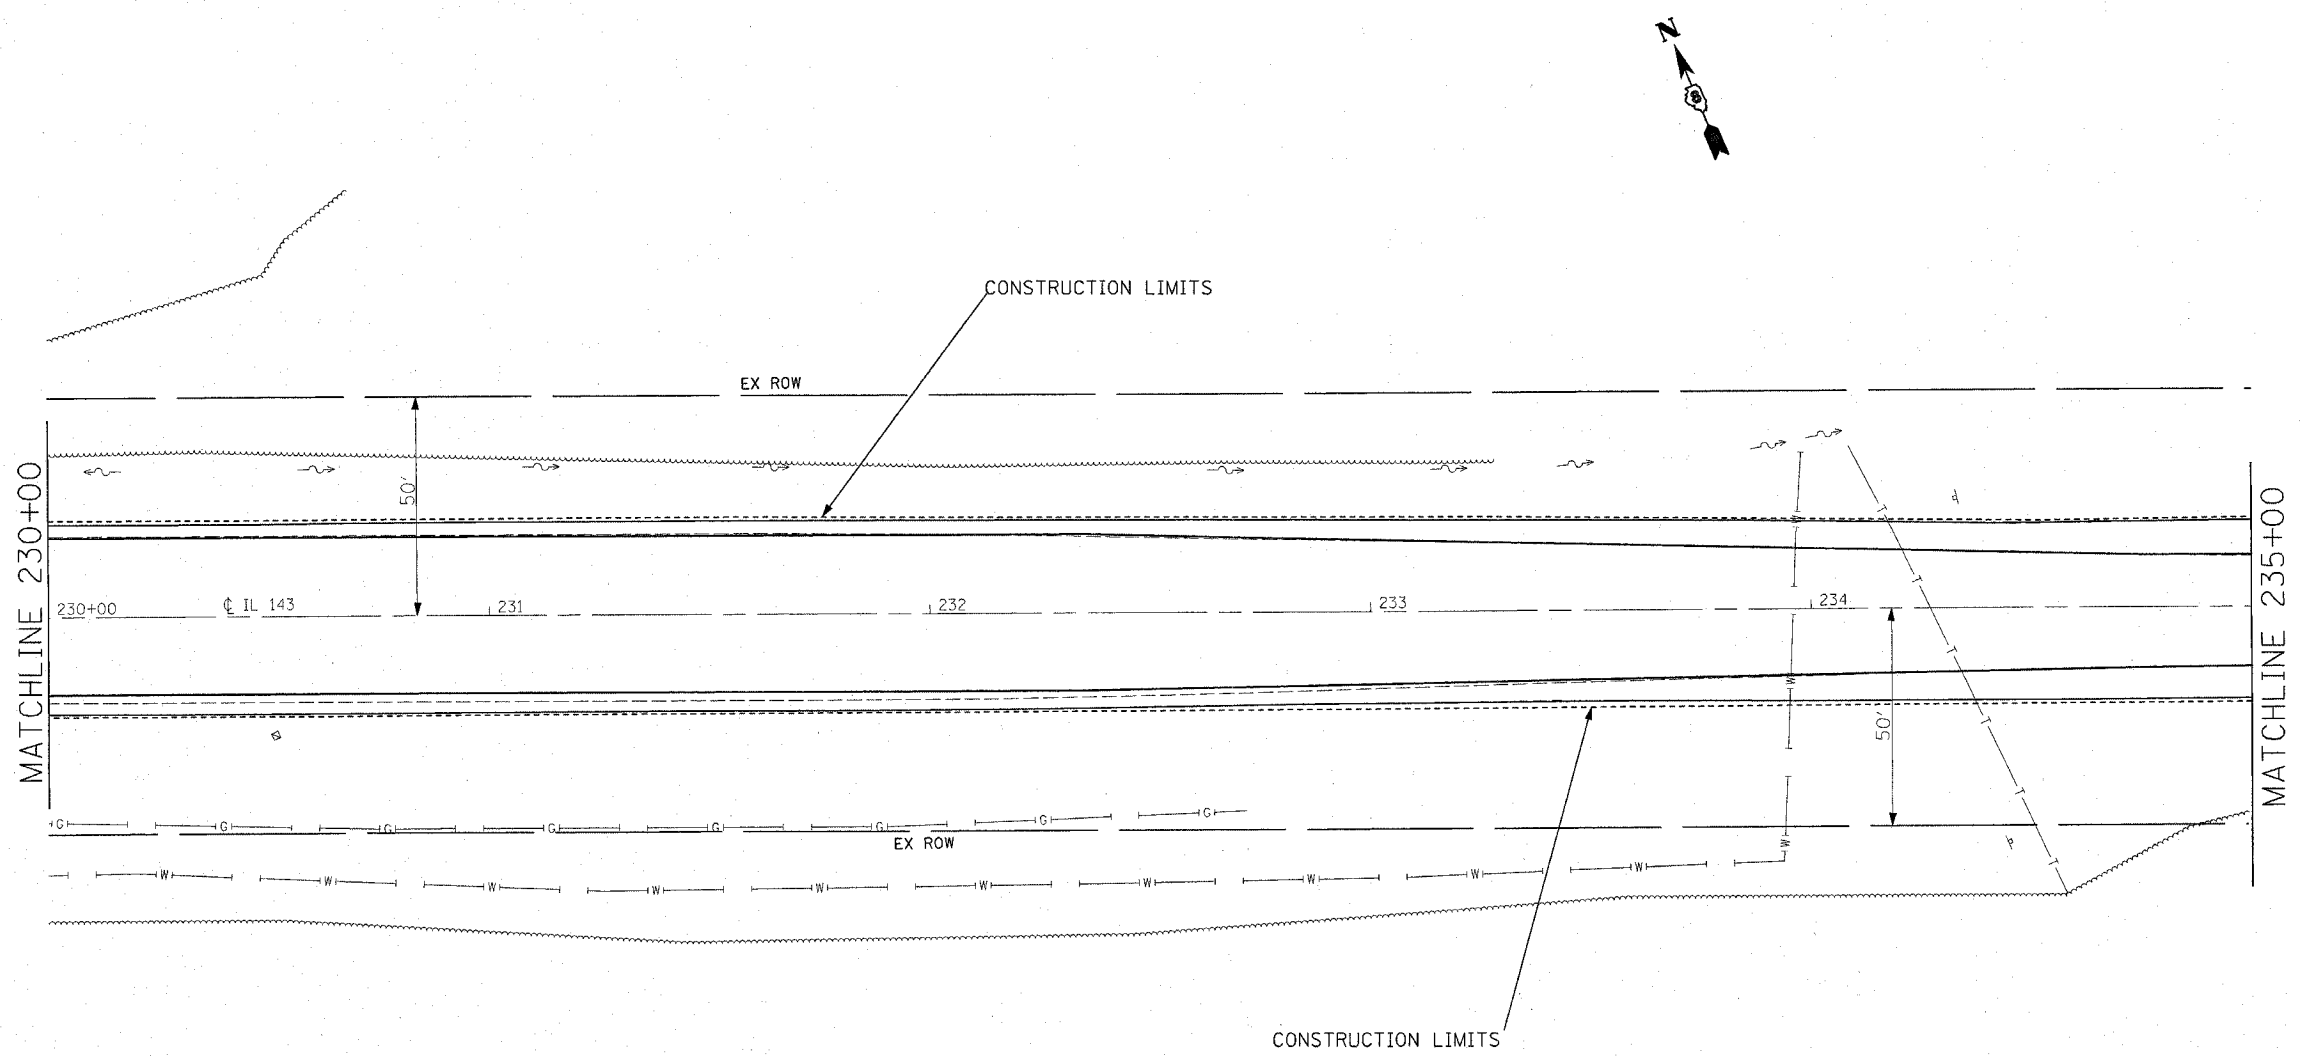 N
8
CONSTRUCTION LIMITS
EX ROW
MATCHLINE 230+00
50'
230+00
℄ IL 143
231
232
233
234
W
T
W
T
T
T
50'
T
T
MATCHLINE 235+00
G G G G G G G G
EX ROW
W
W W W W W W W W W W
CONSTRUCTION LIMITS